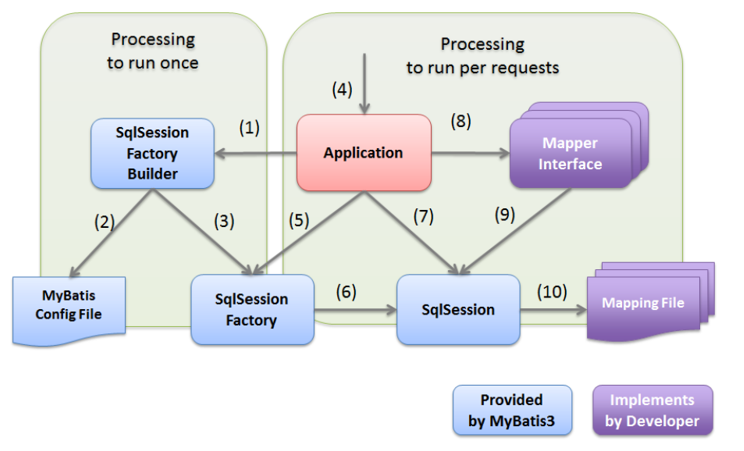 Processing
to run once
Processing
to run per requests
(4)
SqlSession
Factory
Builder
(1)
Application
(8)
Mapper
Interface
(2)
(3)
(5)
(7)
(9)
MyBatis
Config File
SqlSession
Factory
(6)
SqlSession
(10)
Mapping File
Provided
by MyBatis3
Implements
by Developer